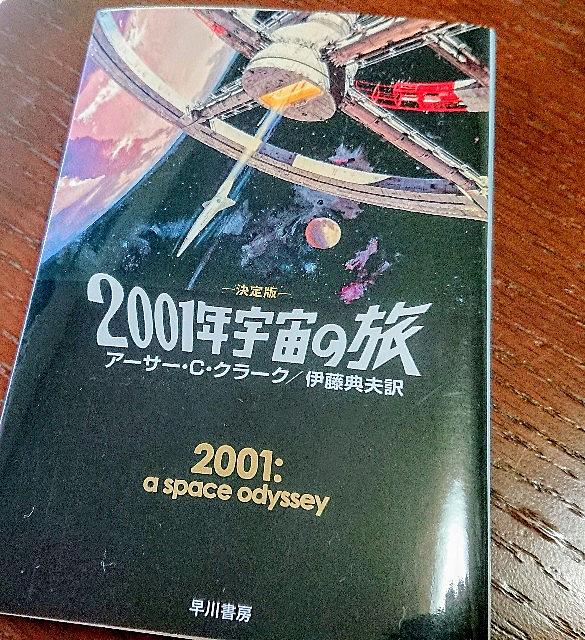 —決定版—
2001年宇宙の旅
アーサー・C・クラーク/伊藤典夫訳
2001:
a space odyssey
早川書房